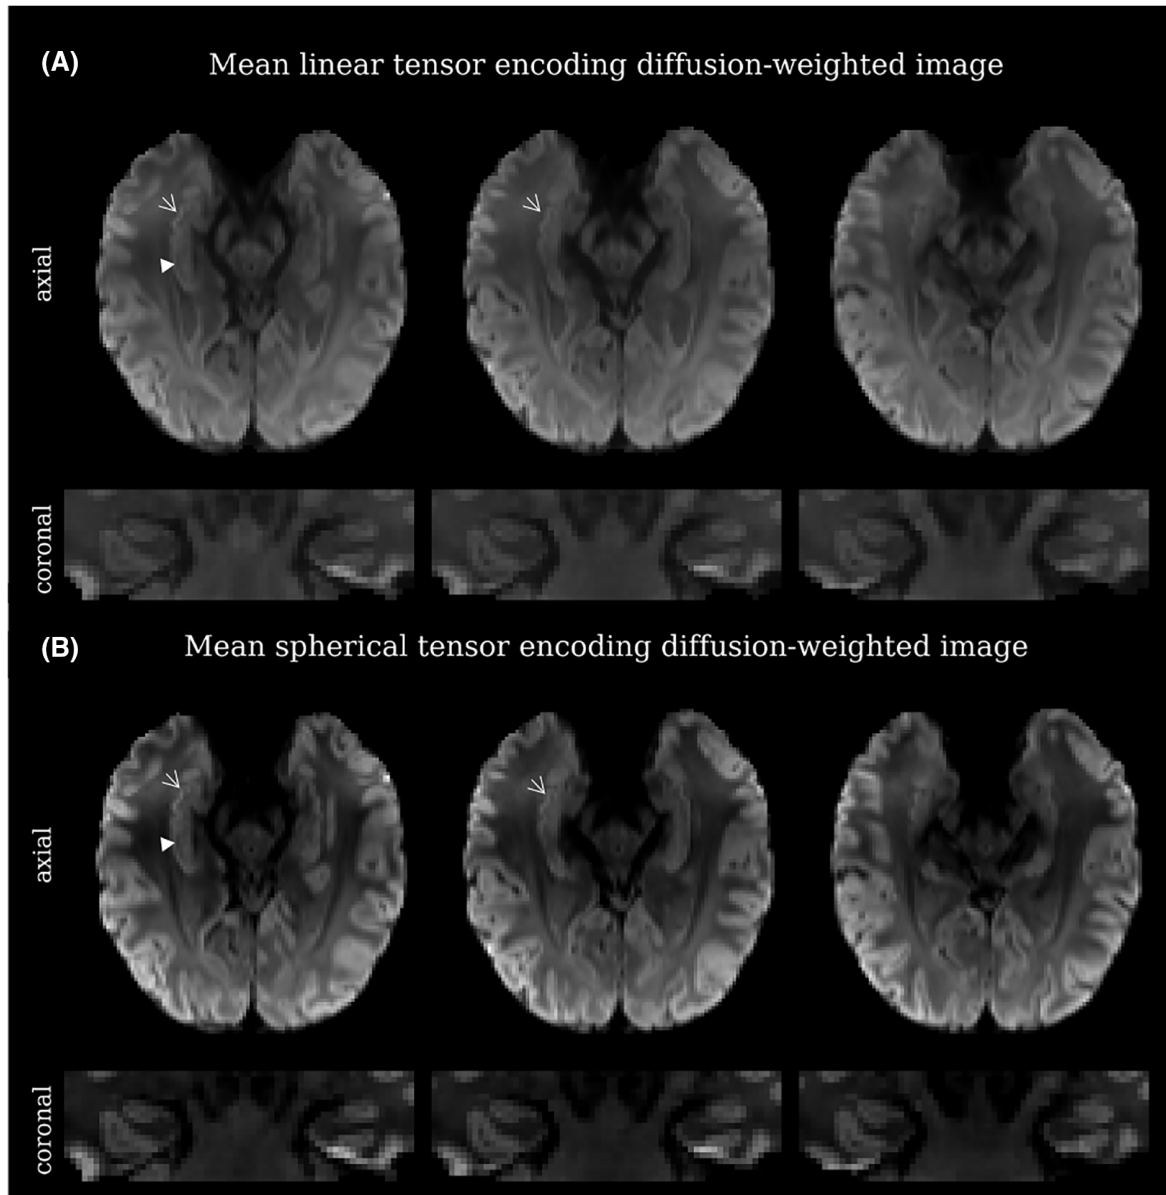 (A)
Mean linear tensor encoding diffusion-weighted image
axial
coronal
(B)
Mean spherical tensor encoding diffusion-weighted image
axial
coronal